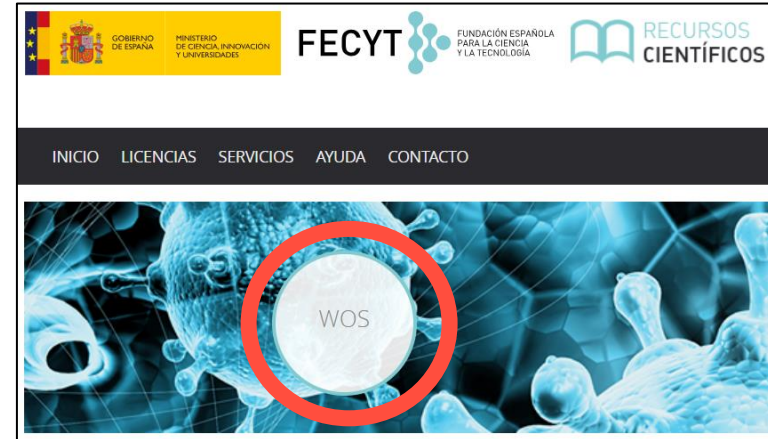 GOBIERNO
DE ESPAÑA
MINISTERIO
DE CIENCIA, INNOVACIÓN
Y UNIVERSIDADES
FECYT
FUNDACIÓN ESPAÑOLA
PARA LA CIENCIA
Y LA TECNOLOGÍA
RECURSOS
CIENTÍFICOS
INICIO LICENCIAS SERVICIOS AYUDA CONTACTO
WOS